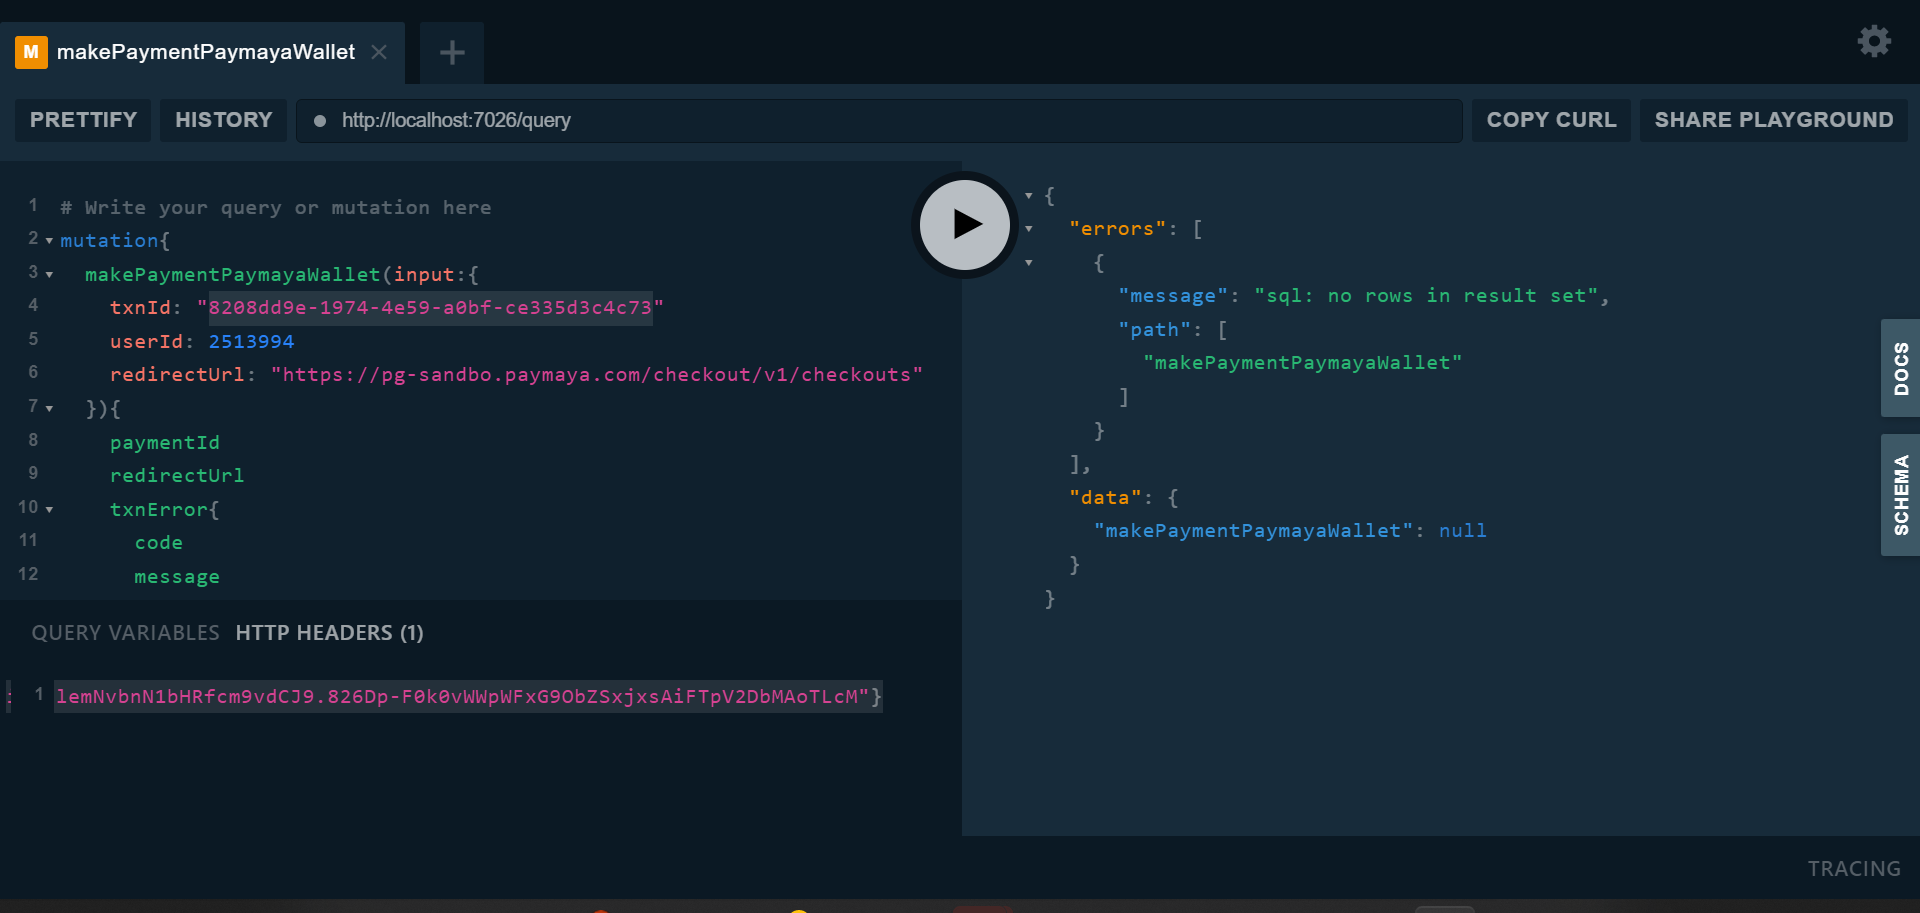 M makePaymentPaymayaWallet
PRETTIFY HISTORY http://localhost:7026/query COPY CURL SHARE PLAYGROUND
1 # Write your query or mutation here
2 mutation{
3 makePaymentPaymayaWallet(input:{
4 txnId: "8208dd9e-1974-4e59-a0bf-ce335d3c4c73"
5 userId: 2513994
6 redirectUrl: "https://pg-sandbo.paymaya.com/checkout/v1/checkouts"
7 }){
8 paymentId
9 redirectUrl
10 txnError{
11 code
12 message
QUERY VARIABLES HTTP HEADERS (1)
1 lemNvbnN1bHRfcm9vdCJ9.826Dp-F0k0vWWpWFxG9ObZSxjxsAiFTpV2DbMAoTLcM"}
{
"errors": [
{
"message": "sql: no rows in result set",
"path": [
"makePaymentPaymayaWallet"
]
}
],
"data": {
"makePaymentPaymayaWallet": null
}
}
DOCS
SCHEMA
TRACING